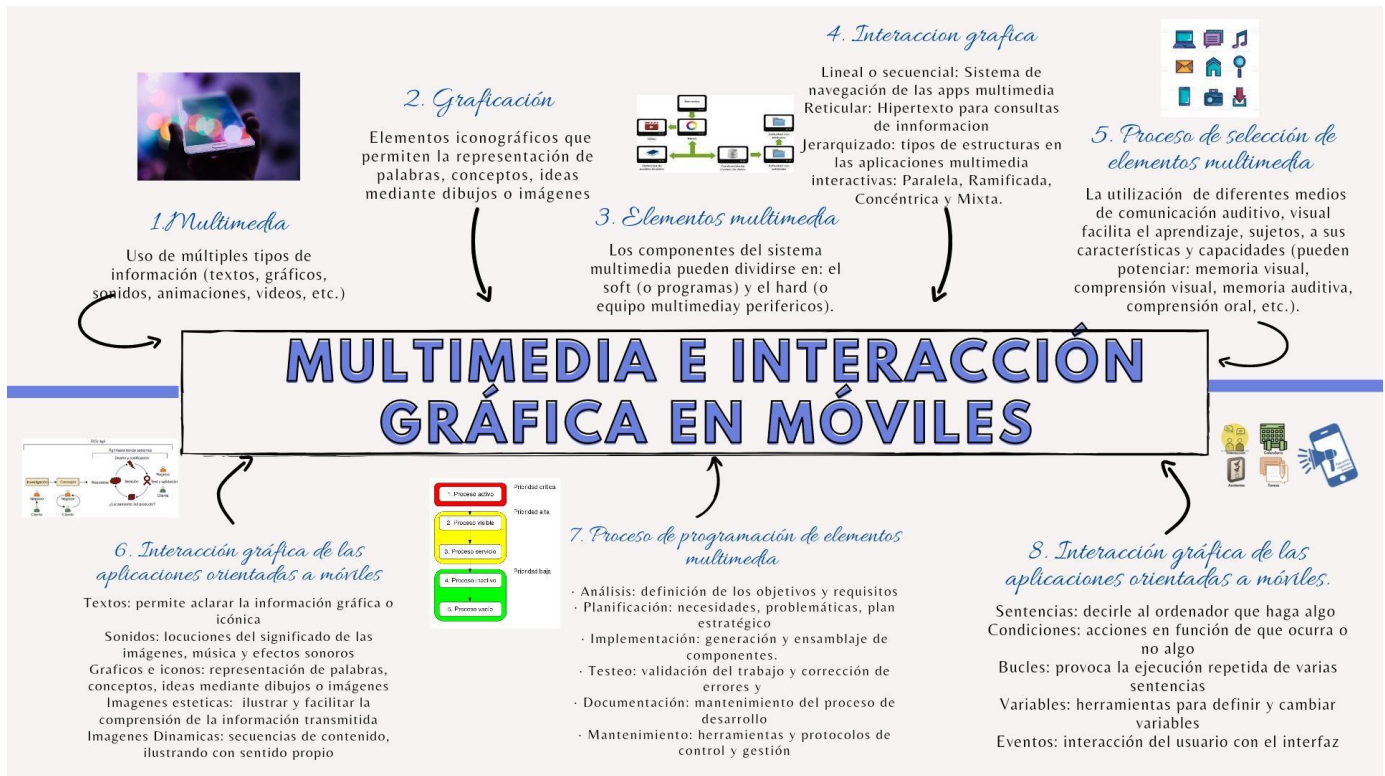 4. Interaccion grafica
Lineal o secuencial: Sistema de
navegación de las apps multimedia
Reticular: Hipertexto para consultas
de innformacion
Jerarquizado: tipos de estructuras en
las aplicaciones multimedia
interactivas: Paralela, Ramificada,
Concéntrica y Mixta.
2. Graficación
Elementos iconográficos que
permiten la representación de
palabras, conceptos, ideas
mediante dibujos o imágenes
5. Proceso de selección de
elementos multimedia
La utilización de diferentes medios
de comunicación auditivo, visual
facilita el aprendizaje, sujetos, a sus
características y capacidades (pueden
potenciar: memoria visual,
comprensión visual, memoria auditiva,
comprensión oral, etc.).
1.Multimedia
Uso de múltiples tipos de
información (textos, gráficos,
sonidos, animaciones, videos, etc.)
3. Elementos multimedia
Los componentes del sistema
multimedia pueden dividirse en: el
soft (o programas) y el hard (o
equipo multimediay perifericos).
MULTIMEDIA E INTERACCIÓN
GRÁFICA EN MÓVILES
Investigación
Concepto
Negocio
Negocio
Cliente
Cliente
Negocio
Cliente
Calendario
Tareas
Prioridad crítica
1. Proceso activo
Prioridad alta
2. Proceso visible
3. Proceso servicio
Prioridad baja
4. Proceso inactivo
5. Proceso vacío
6. Interacción gráfica de las
aplicaciones orientadas a móviles
Textos: permite aclarar la información gráfica o
icónica
Sonidos: locuciones del significado de las
imágenes, música y efectos sonoros
Graficos e iconos: representación de palabras,
conceptos, ideas mediante dibujos o imágenes
Imagenes esteticas: ilustrar y facilitar la
comprensión de la información transmitida
Imagenes Dinamicas: secuencias de contenido,
ilustrando con sentido propio
7. Proceso de programación de elementos
multimedia
· Análisis: definición de los objetivos y requisitos
· Planificación: necesidades, problemáticas, plan
estratégico
· Implementación: generación y ensamblaje de
componentes.
· Testeo: validación del trabajo y corrección de
errores y
· Documentación: mantenimiento del proceso de
desarrollo
· Mantenimiento: herramientas y protocolos de
control y gestión
8. Interacción gráfica de las
aplicaciones orientadas a móviles.
Sentencias: decirle al ordenador que haga algo
Condiciones: acciones en función de que ocurra o
no algo
Bucles: provoca la ejecución repetida de varias
sentencias
Variables: herramientas para definir y cambiar
variables
Eventos: interacción del usuario con el interfaz